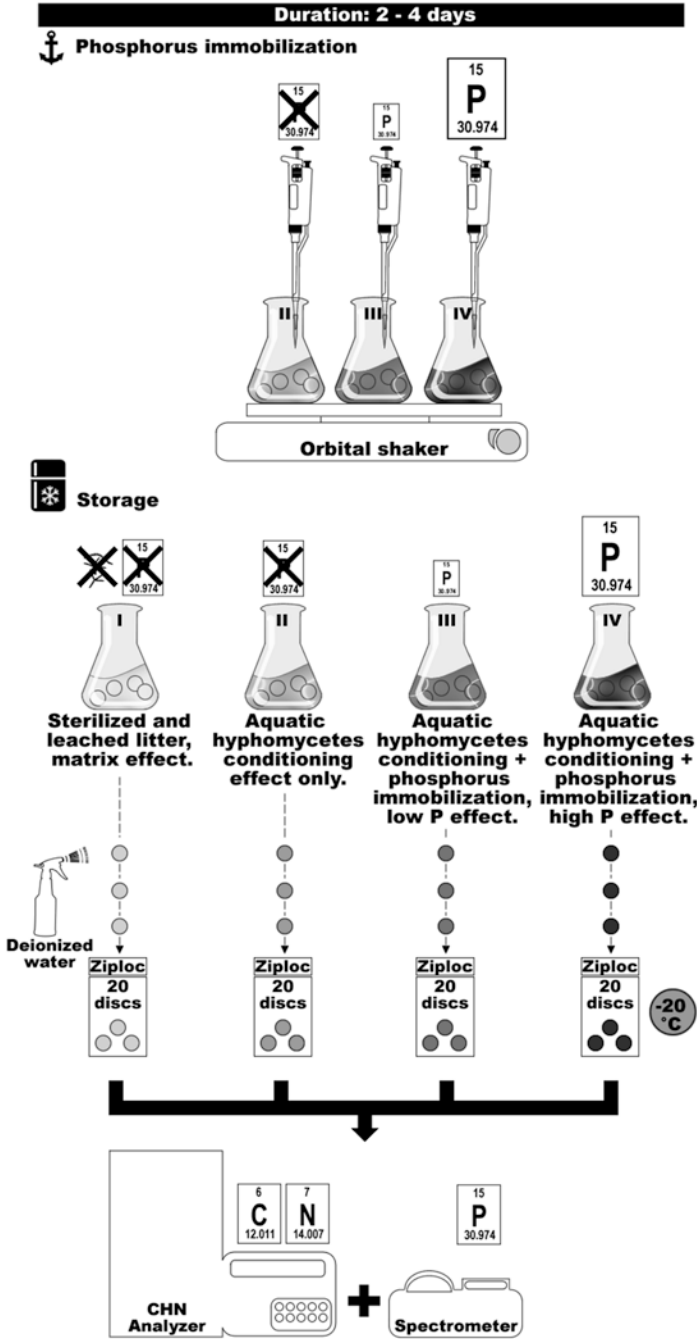 Duration: 2 - 4 days
Phosphorus immobilization
15
30.974
15
P
30.974
15
P
30.974
II
III
IV
Orbital shaker
Storage
15
30.974
15
30.974
15
P
30.974
15
P
30.974
I
II
III
IV
Sterilized and
leached litter,
matrix effect.
Aquatic
hyphomycetes
conditioning
effect only.
Aquatic
hyphomycetes
conditioning +
phosphorus
immobilization,
low P effect.
Aquatic
hyphomycetes
conditioning +
phosphorus
immobilization,
high P effect.
Deionized
water
Ziploc
20
discs
Ziploc
20
discs
Ziploc
20
discs
Ziploc
20
discs
-20
°C
6
C
12.011
7
N
14.007
15
P
30.974
CHN
Analyzer
Spectrometer